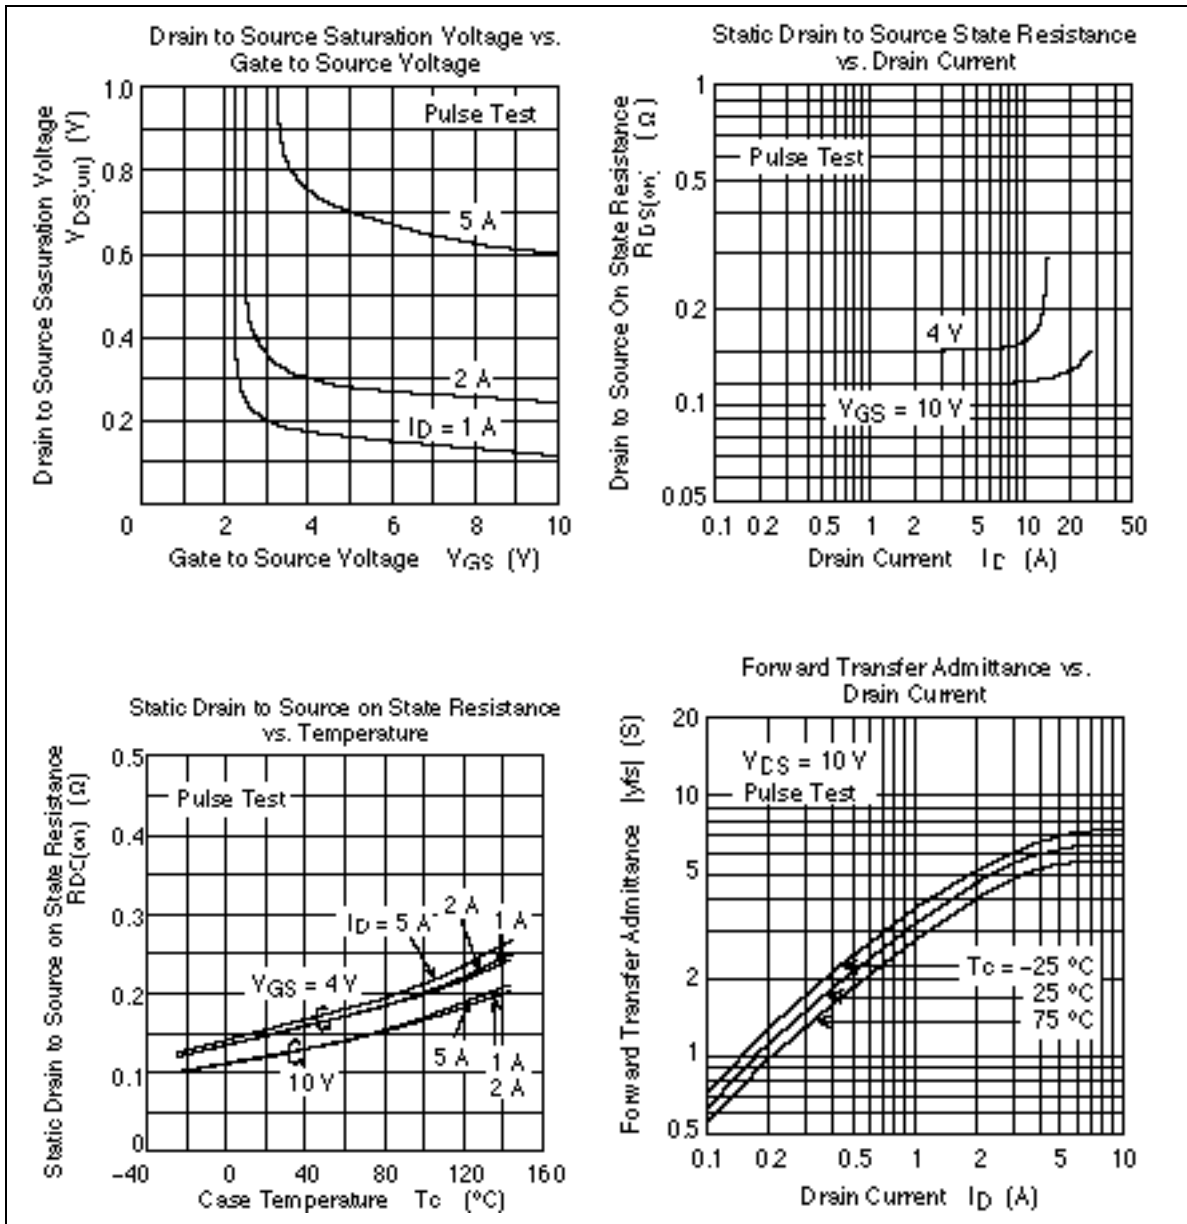 Drain to Source Saturation Voltage vs.
Gate to Source Voltage
Drain to Source Sasuration Voltage
VDS(on) (V)
1.0
0.8
0.6
0.4
0.2
0
2
4
6
8
10
Pulse Test
5 A
2 A
ID = 1 A
Gate to Source Voltage VGS (V)
Static Drain to Source State Resistance
vs. Drain Current
Drain to Source On State Resistance
RDS(on) (Ω)
1
0.5
0.2
0.1
0.05
Pulse Test
4 V
VGS = 10 V
0.1 0.2 0.5 1 2 5 10 20 50
Drain Current ID (A)
Static Drain to Source on State Resistance
vs. Temperature
Static Drain to Source on State Resistance
RDC(on) (Ω)
0.5
0.4
0.3
0.2
0.1
0
Pulse Test
ID = 5 A
2 A
1 A
VGS = 4 V
10 V
5 A
1 A
2 A
–40 0 40 80 120 160
Case Temperature Tc (°C)
Forward Transfer Admittance vs.
Drain Current
Forward Transfer Admittance |yfs| (S)
20
10
5
2
1
0.5
VDS = 10 V
Pulse Test
Tc = –25 °C
25 °C
75 °C
0.1 0.2 0.5 1 2 5 10
Drain Current ID (A)